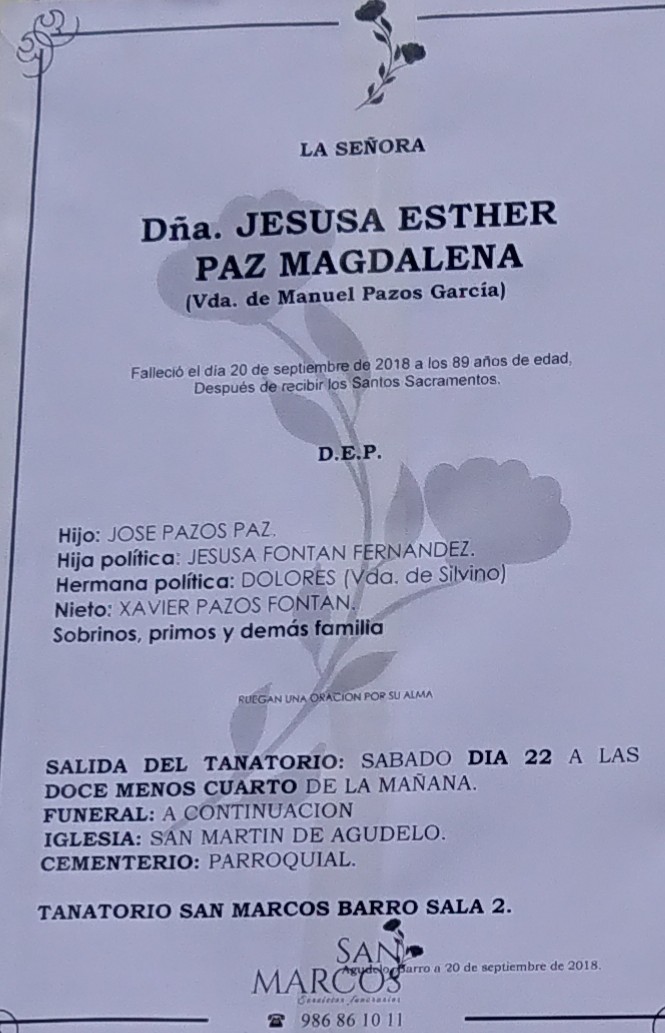 LA SEÑORA
Dña. JESUSA ESTHER
PAZ MAGDALENA
(Vda. de Manuel Pazos García)
Falleció el día 20 de septiembre de 2018 a los 89 años de edad,
Después de recibir los Santos Sacramentos.
D.E.P.
Hijo: JOSE PAZOS PAZ.
Hija política: JESUSA FONTAN FERNANDEZ.
Hermana política: DOLORES (Vda. de Silvino)
Nieto: XAVIER PAZOS FONTAN.
Sobrinos, primos y demás familia
RUEGAN UNA ORACION POR SU ALMA
SALIDA DEL TANATORIO: SABADO DIA 22 A LAS
DOCE MENOS CUARTO DE LA MAÑANA.
FUNERAL: A CONTINUACION
IGLESIA: SAN MARTIN DE AGUDELO.
CEMENTERIO: PARROQUIAL.
TANATORIO SAN MARCOS BARRO SALA 2.
SAN
Agudelo, Barro a 20 de septiembre de 2018.
MARCOS
Servicios funerarios
986 86 10 11